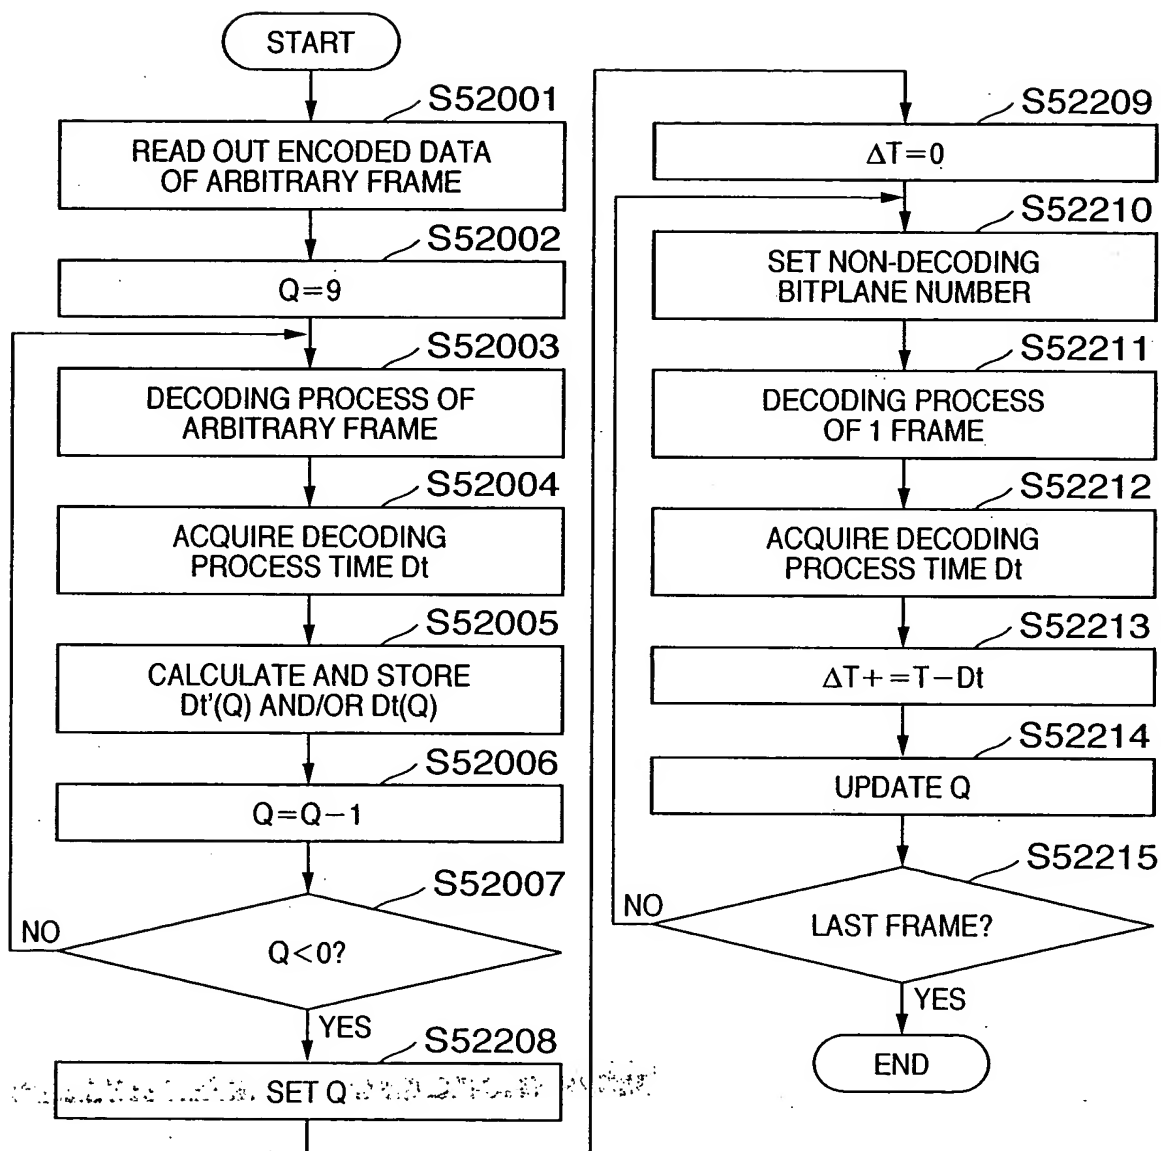 START
S52001
READ OUT ENCODED DATA
OF ARBITRARY FRAME
S52002
Q=9
S52003
DECODING PROCESS OF
ARBITRARY FRAME
S52004
ACQUIRE DECODING
PROCESS TIME Dt
S52005
CALCULATE AND STORE
Dt'(Q) AND/OR Dt(Q)
S52006
Q=Q−1
S52007
NO
Q<0?
YES
S52208
SET Q
S52209
ΔT=0
S52210
SET NON-DECODING
BITPLANE NUMBER
S52211
DECODING PROCESS
OF 1 FRAME
S52212
ACQUIRE DECODING
PROCESS TIME Dt
S52213
ΔT+=T−Dt
S52214
UPDATE Q
S52215
NO
LAST FRAME?
YES
END